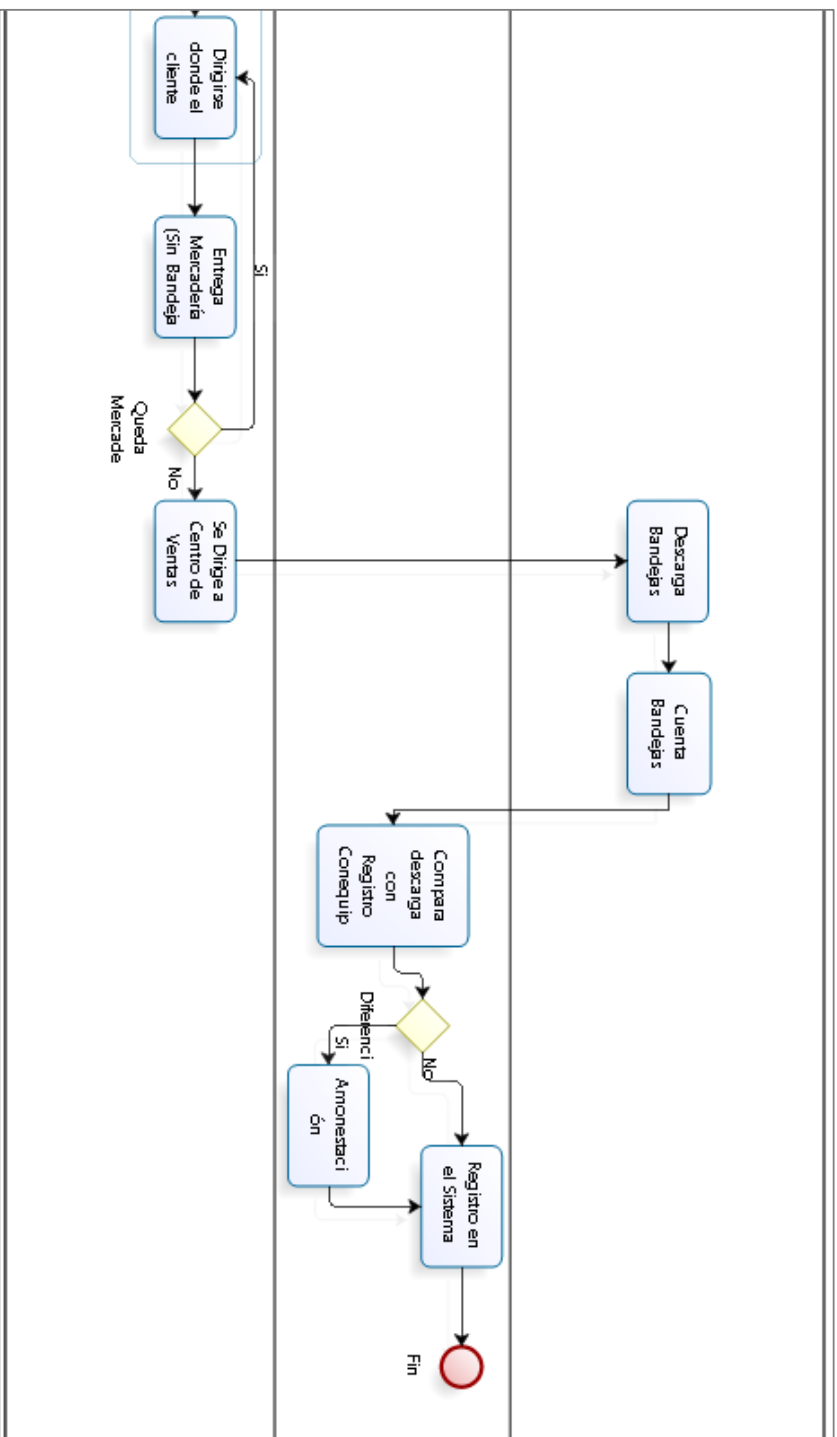 Dirigirse
donde el
cliente
Entrega
Mercadería
(Sin Bandeja
Si
Queda
Mercade
No
Se Dirige a
Centro de
Ventas
Descarga
Bandejas
Cuenta
Bandejas
Compara
descarga
con
Registro
Conequip
Diferenci
Si
No
Amonestaci
ón
Registro en
el Sistema
Fin